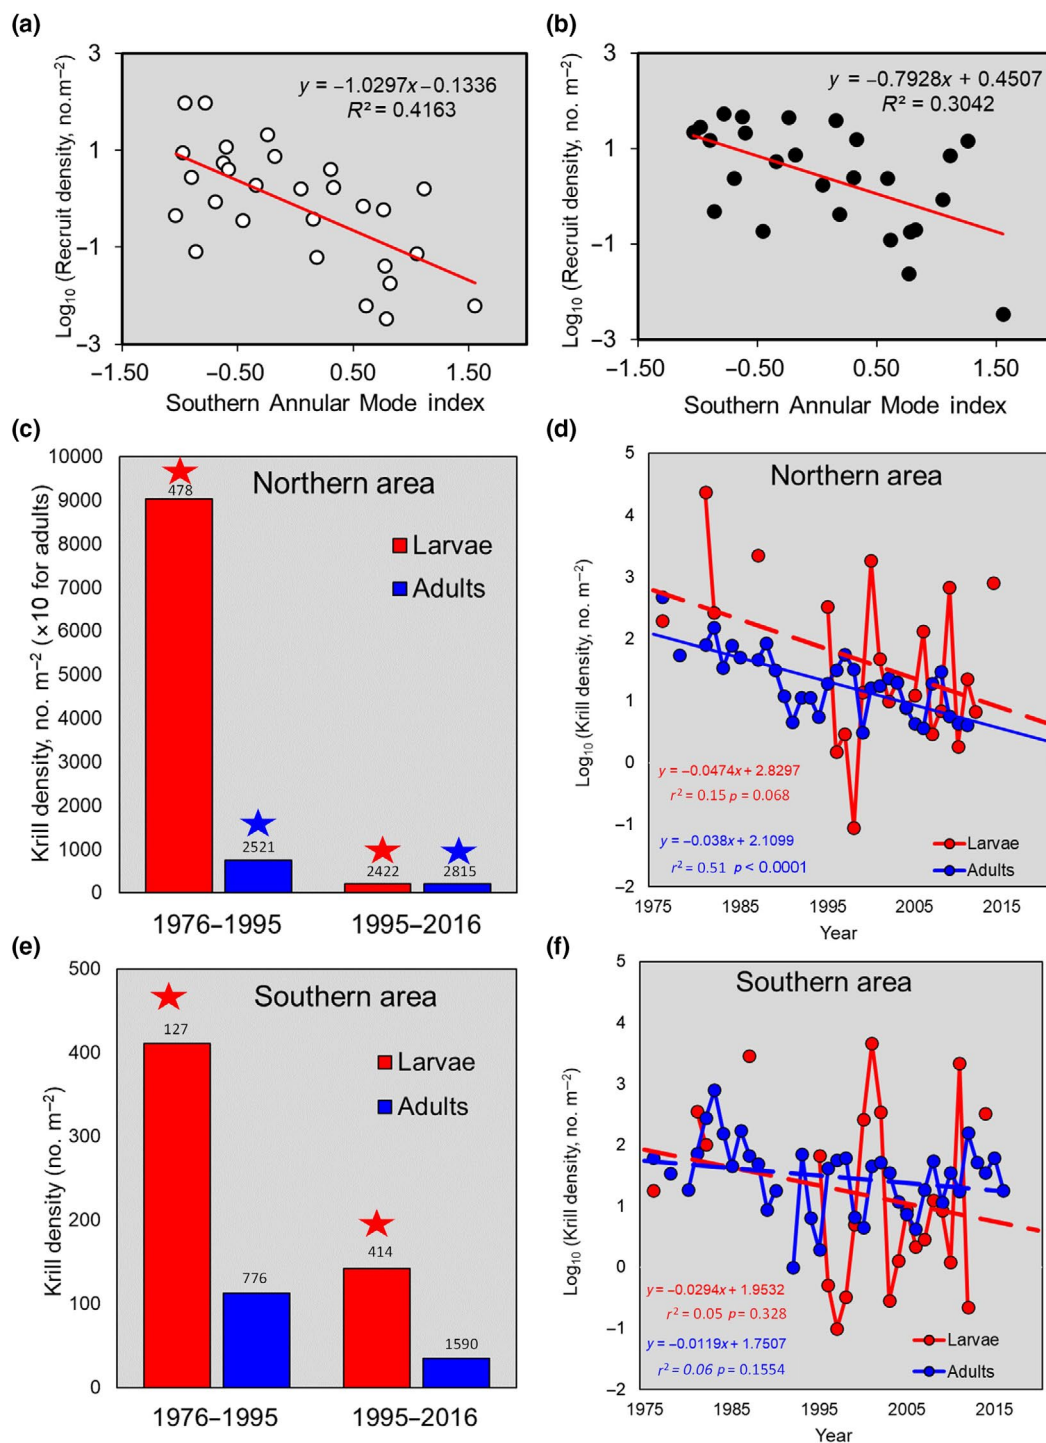 (a)
3
1
−1
−3
Log10 (Recruit density, no.m−2)
y = −1.0297x−0.1336
R² = 0.4163
−1.50 −0.50 0.50 1.50
Southern Annular Mode index
(b)
3
1
−1
−3
Log10 (Recruit density, no. m−2)
y = −0.7928x + 0.4507
R² = 0.3042
−1.50 −0.50 0.50 1.50
Southern Annular Mode index
(c)
10000
9000
8000
7000
6000
5000
4000
3000
2000
1000
0
Krill density, no. m−2 (×10 for adults)
Northern area
Larvae
Adults
478
2521
2422
2815
1976–1995 1995–2016
(d)
5
4
3
2
1
0
−1
−2
Log10 (Krill density, no. m−2)
Northern area
y = −0.0474x + 2.8297
r² = 0.15 p = 0.068
y = −0.038x + 2.1099
r² = 0.51 p < 0.0001
Larvae
Adults
1975 1985 1995 2005 2015
Year
(e)
500
400
300
200
100
0
Krill density (no. m−2)
Southern area
Larvae
Adults
127
776
414
1590
1976–1995 1995–2016
(f)
5
4
3
2
1
0
−1
−2
Log10 (Krill density, no. m−2)
Southern area
y = −0.0294x + 1.9532
r² = 0.05 p = 0.328
y = −0.0119x + 1.7507
r² = 0.06 p = 0.1554
Larvae
Adults
1975 1985 1995 2005 2015
Year